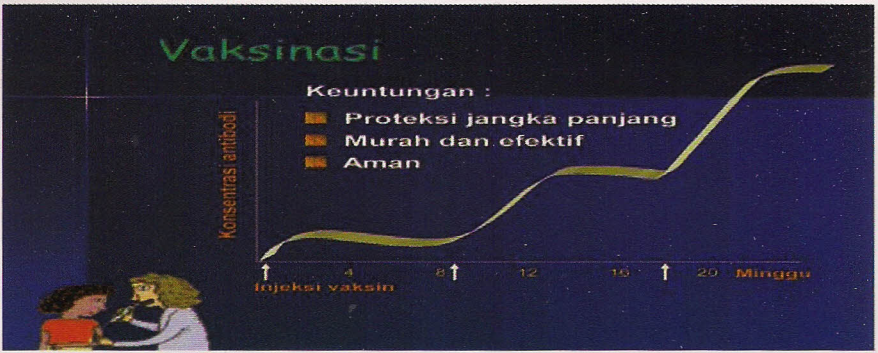 Vaksinasi
Keuntungan :
Proteksi jangka panjang
Murah dan efektif
Aman
Konsentrasi antibodi
4 8 12 16 20 Minggu
Injeksi vaksin